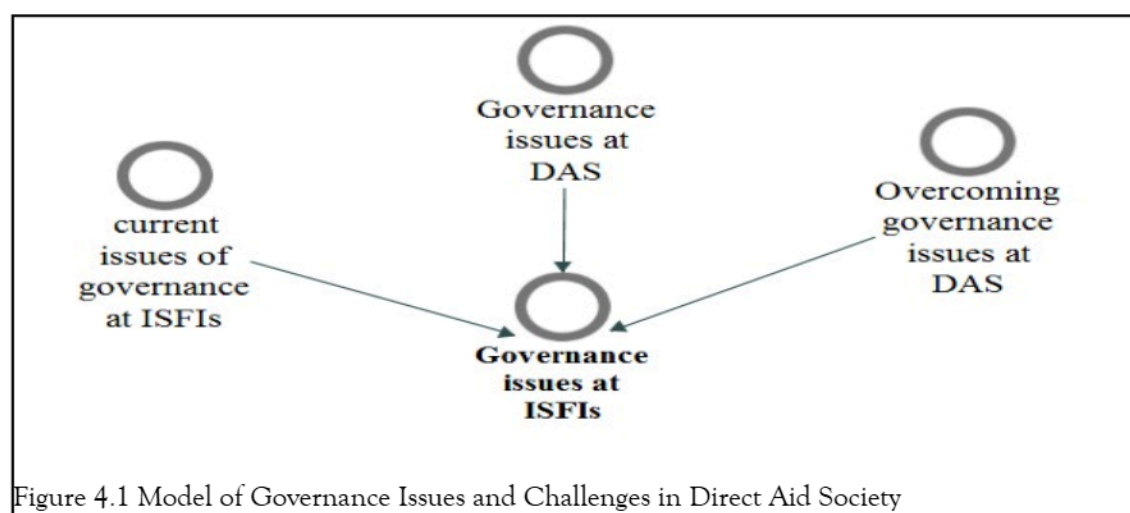 Governance
issues at
DAS
current
issues of
governance
at ISFIs
Overcoming
governance
issues at
DAS
Governance
issues at
ISFIs
Figure 4.1 Model of Governance Issues and Challenges in Direct Aid Society